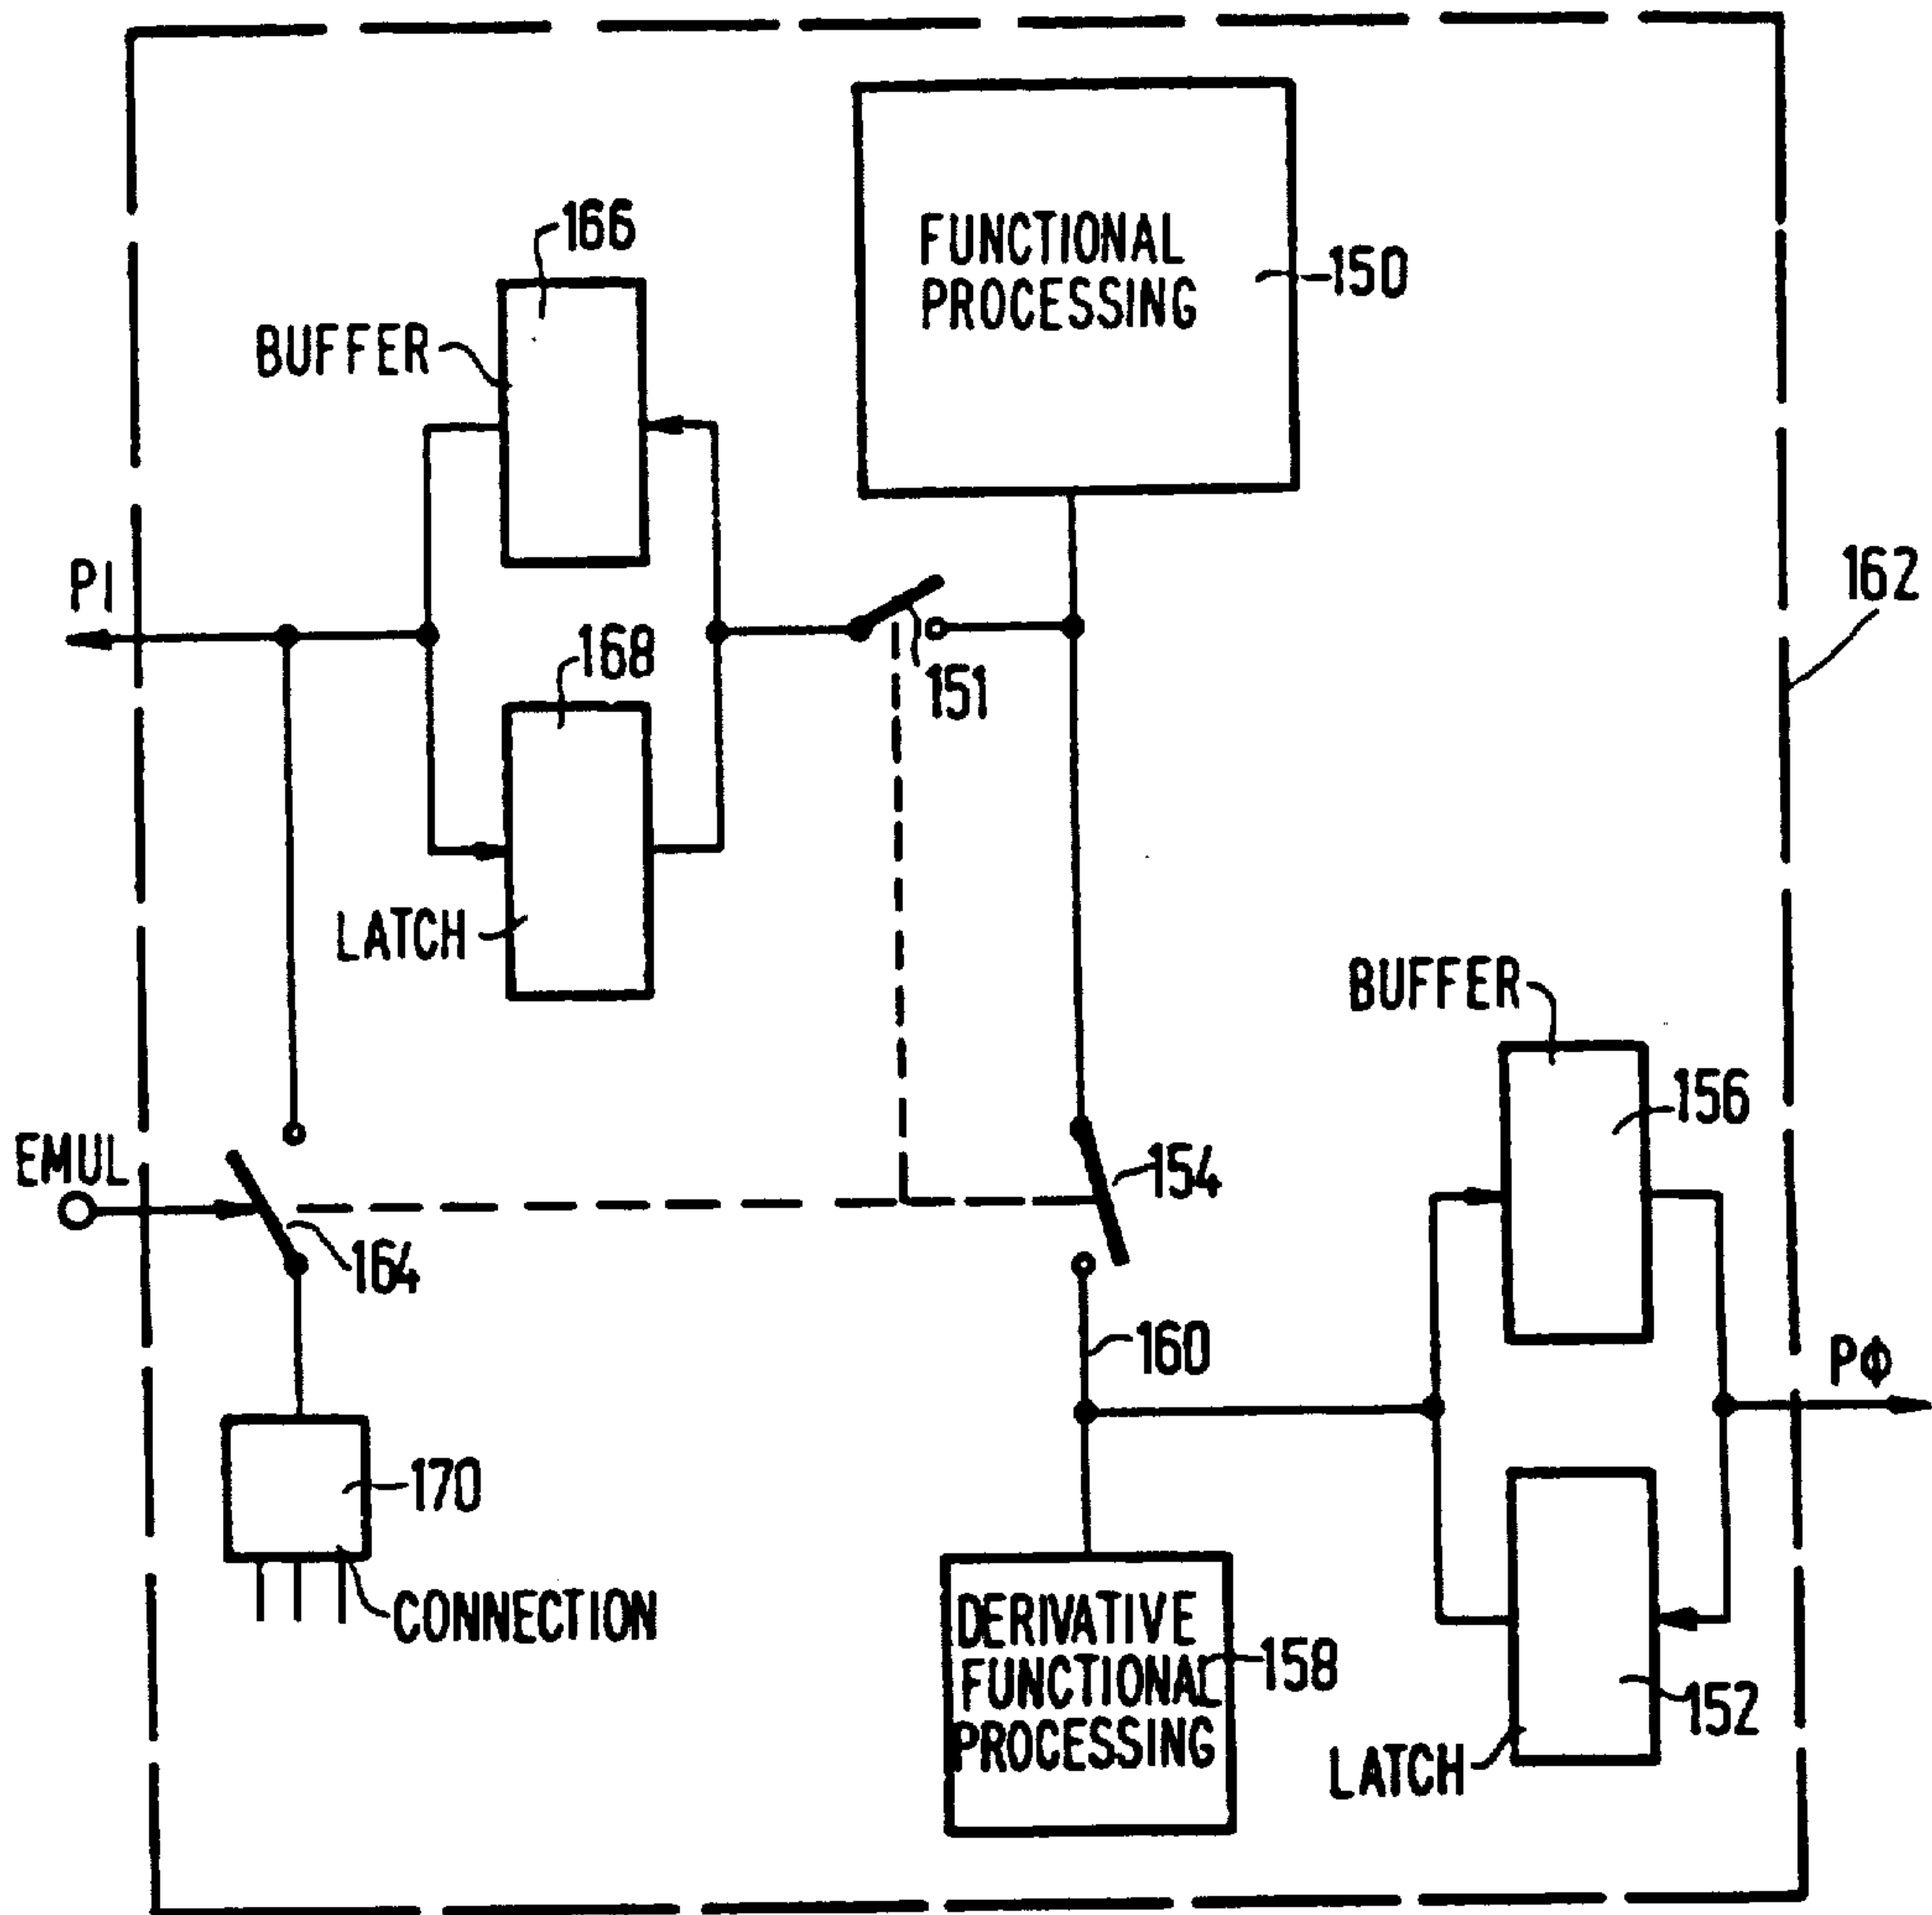 166
FUNCTIONAL
PROCESSING
150
BUFFER
P1
162
168
151
LATCH
BUFFER
156
EMUL
154
164
160
PΦ
170
CONNECTION
DERIVATIVE
FUNCTIONAL
PROCESSING
158
152
LATCH